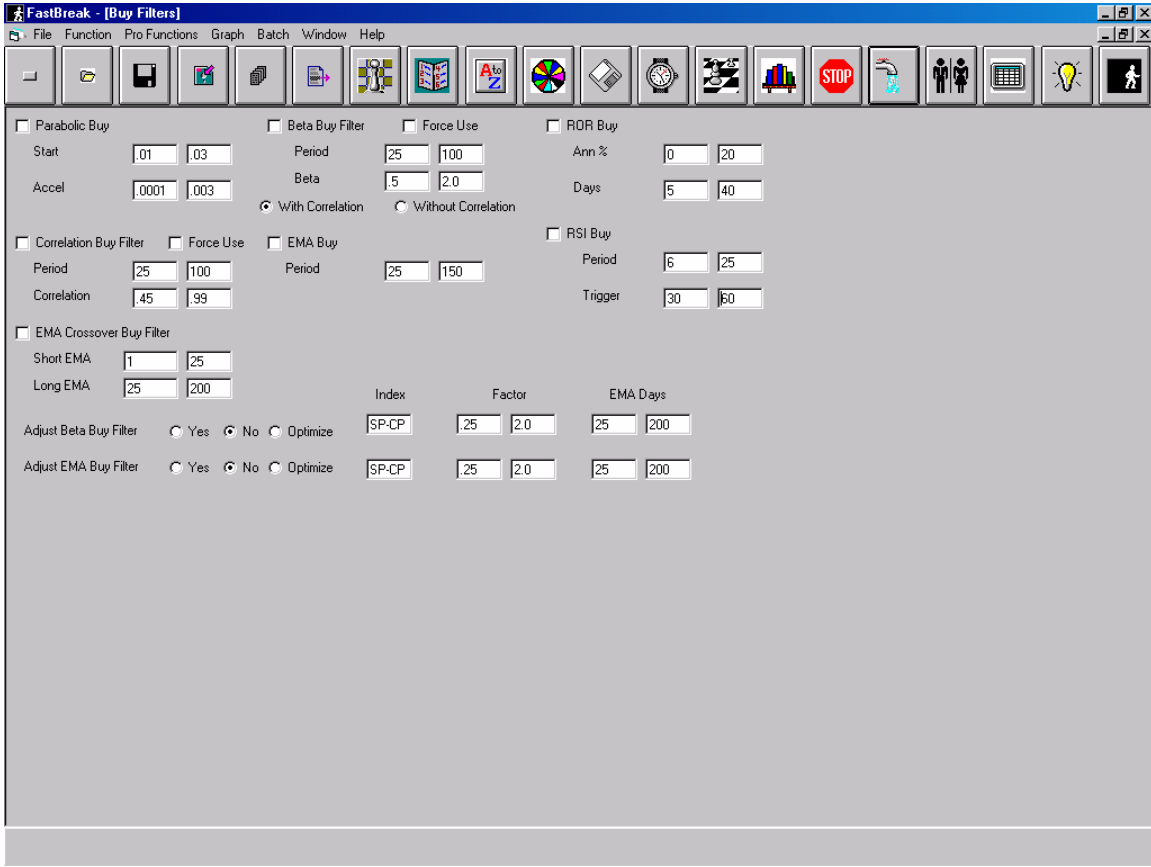 FastBreak - [Buy Filters]
File Function Pro Functions Graph Batch Window Help
A to Z
STOP
Parabolic Buy
Start .01 .03
Accel .0001 .003
Beta Buy Filter Force Use
Period 25 100
Beta .5 2.0
With Correlation Without Correlation
ROR Buy
Ann % 0 20
Days 5 40
Correlation Buy Filter Force Use
Period 25 100
Correlation .45 .99
EMA Buy
Period 25 150
RSI Buy
Period 6 25
Trigger 30 60
EMA Crossover Buy Filter
Short EMA 1 25
Long EMA 25 200
Index Factor EMA Days
Adjust Beta Buy Filter Yes No Optimize SP-CP .25 2.0 25 200
Adjust EMA Buy Filter Yes No Optimize SP-CP .25 2.0 25 200